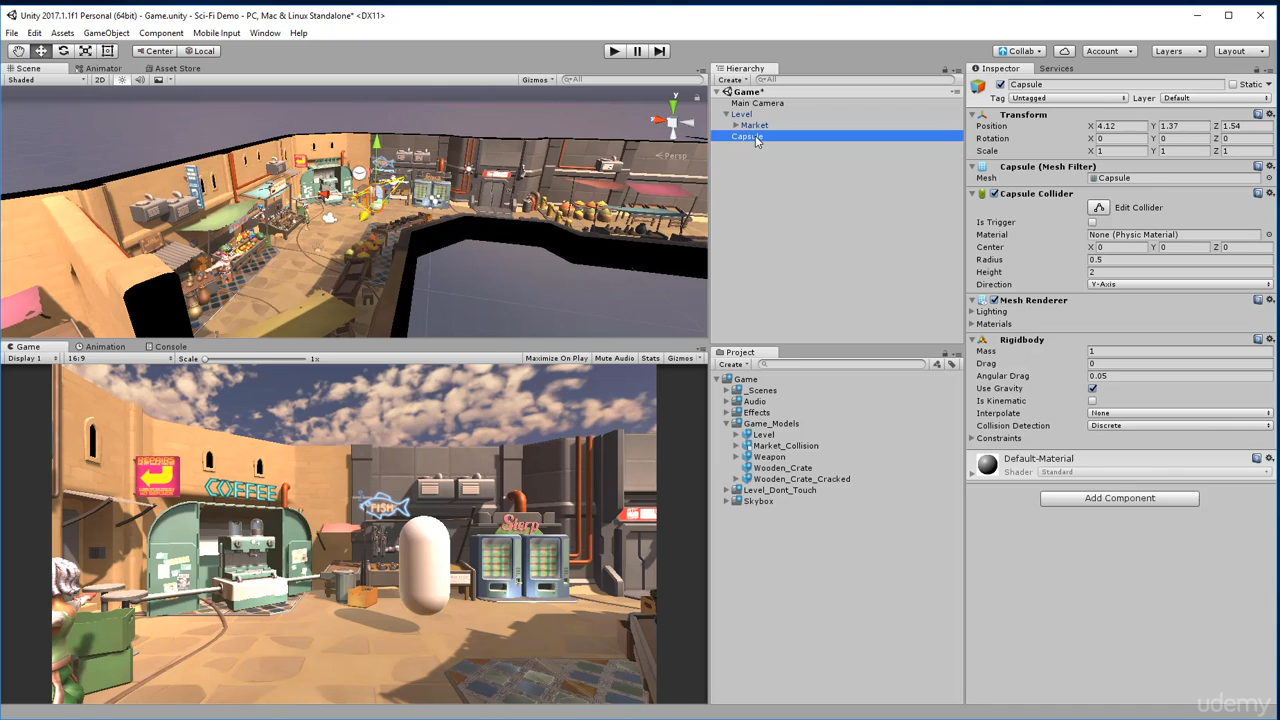 Unity 2017.1.1f1 Personal (64bit) - Game.unity - Sci-Fi Demo - PC, Mac & Linux Standalone* <DX11>
File Edit Assets GameObject Component Mobile Input Window Help
Center Local Collab Account Layers Layout
Scene Animator Asset Store
Shaded 2D Gizmos All
y
x
Persp
Game Animation Console
Display 1 16:9 Scale 1x Maximize On Play Mute Audio Stats Gizmos
REPAIRS
COFFEE
FISH
Slerp
Hierarchy
Create All
Game*
Main Camera
Level
Market
Capsule
Project
Create
Game
_Scenes
Audio
Effects
Game_Models
Level
Market_Collision
Weapon
Wooden_Crate
Wooden_Crate_Cracked
Level_Dont_Touch
Skybox
Inspector Services
Capsule Static
Tag Untagged Layer Default
Transform
Position X 4.12 Y 1.37 Z 1.54
Rotation X 0 Y 0 Z 0
Scale X 1 Y 1 Z 1
Capsule (Mesh Filter)
Mesh Capsule
Capsule Collider
Edit Collider
Is Trigger
Material None (Physic Material)
Center X 0 Y 0 Z 0
Radius 0.5
Height 2
Direction Y-Axis
Mesh Renderer
Lighting
Materials
Rigidbody
Mass 1
Drag 0
Angular Drag 0.05
Use Gravity
Is Kinematic
Interpolate None
Collision Detection Discrete
Constraints
Default-Material
Shader Standard
Add Component
udemy